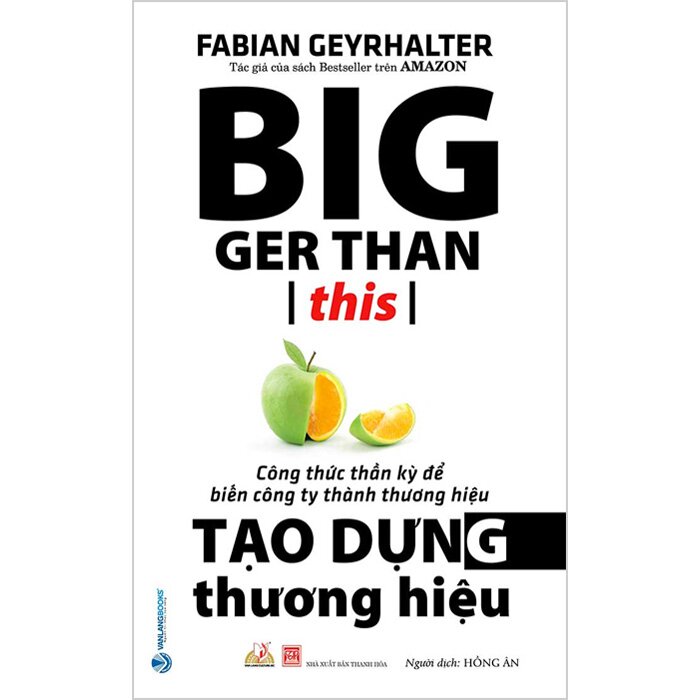 FABIAN GEYRHALTER
Tác giả của sách Bestseller trên AMAZON
BIG
GER THAN
| this |
Công thức thần kỳ để
biến công ty thành thương hiệu
TẠO DỰNG
thương hiệu
VANLANGBOOKS
NHÀ XUẤT BẢN THANH HÓA
Người dịch: HỒNG ÂN